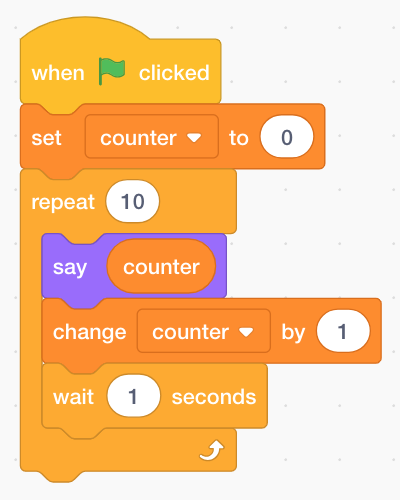 when clicked
set counter to 0
repeat 10
say counter
change counter by 1
wait 1 seconds